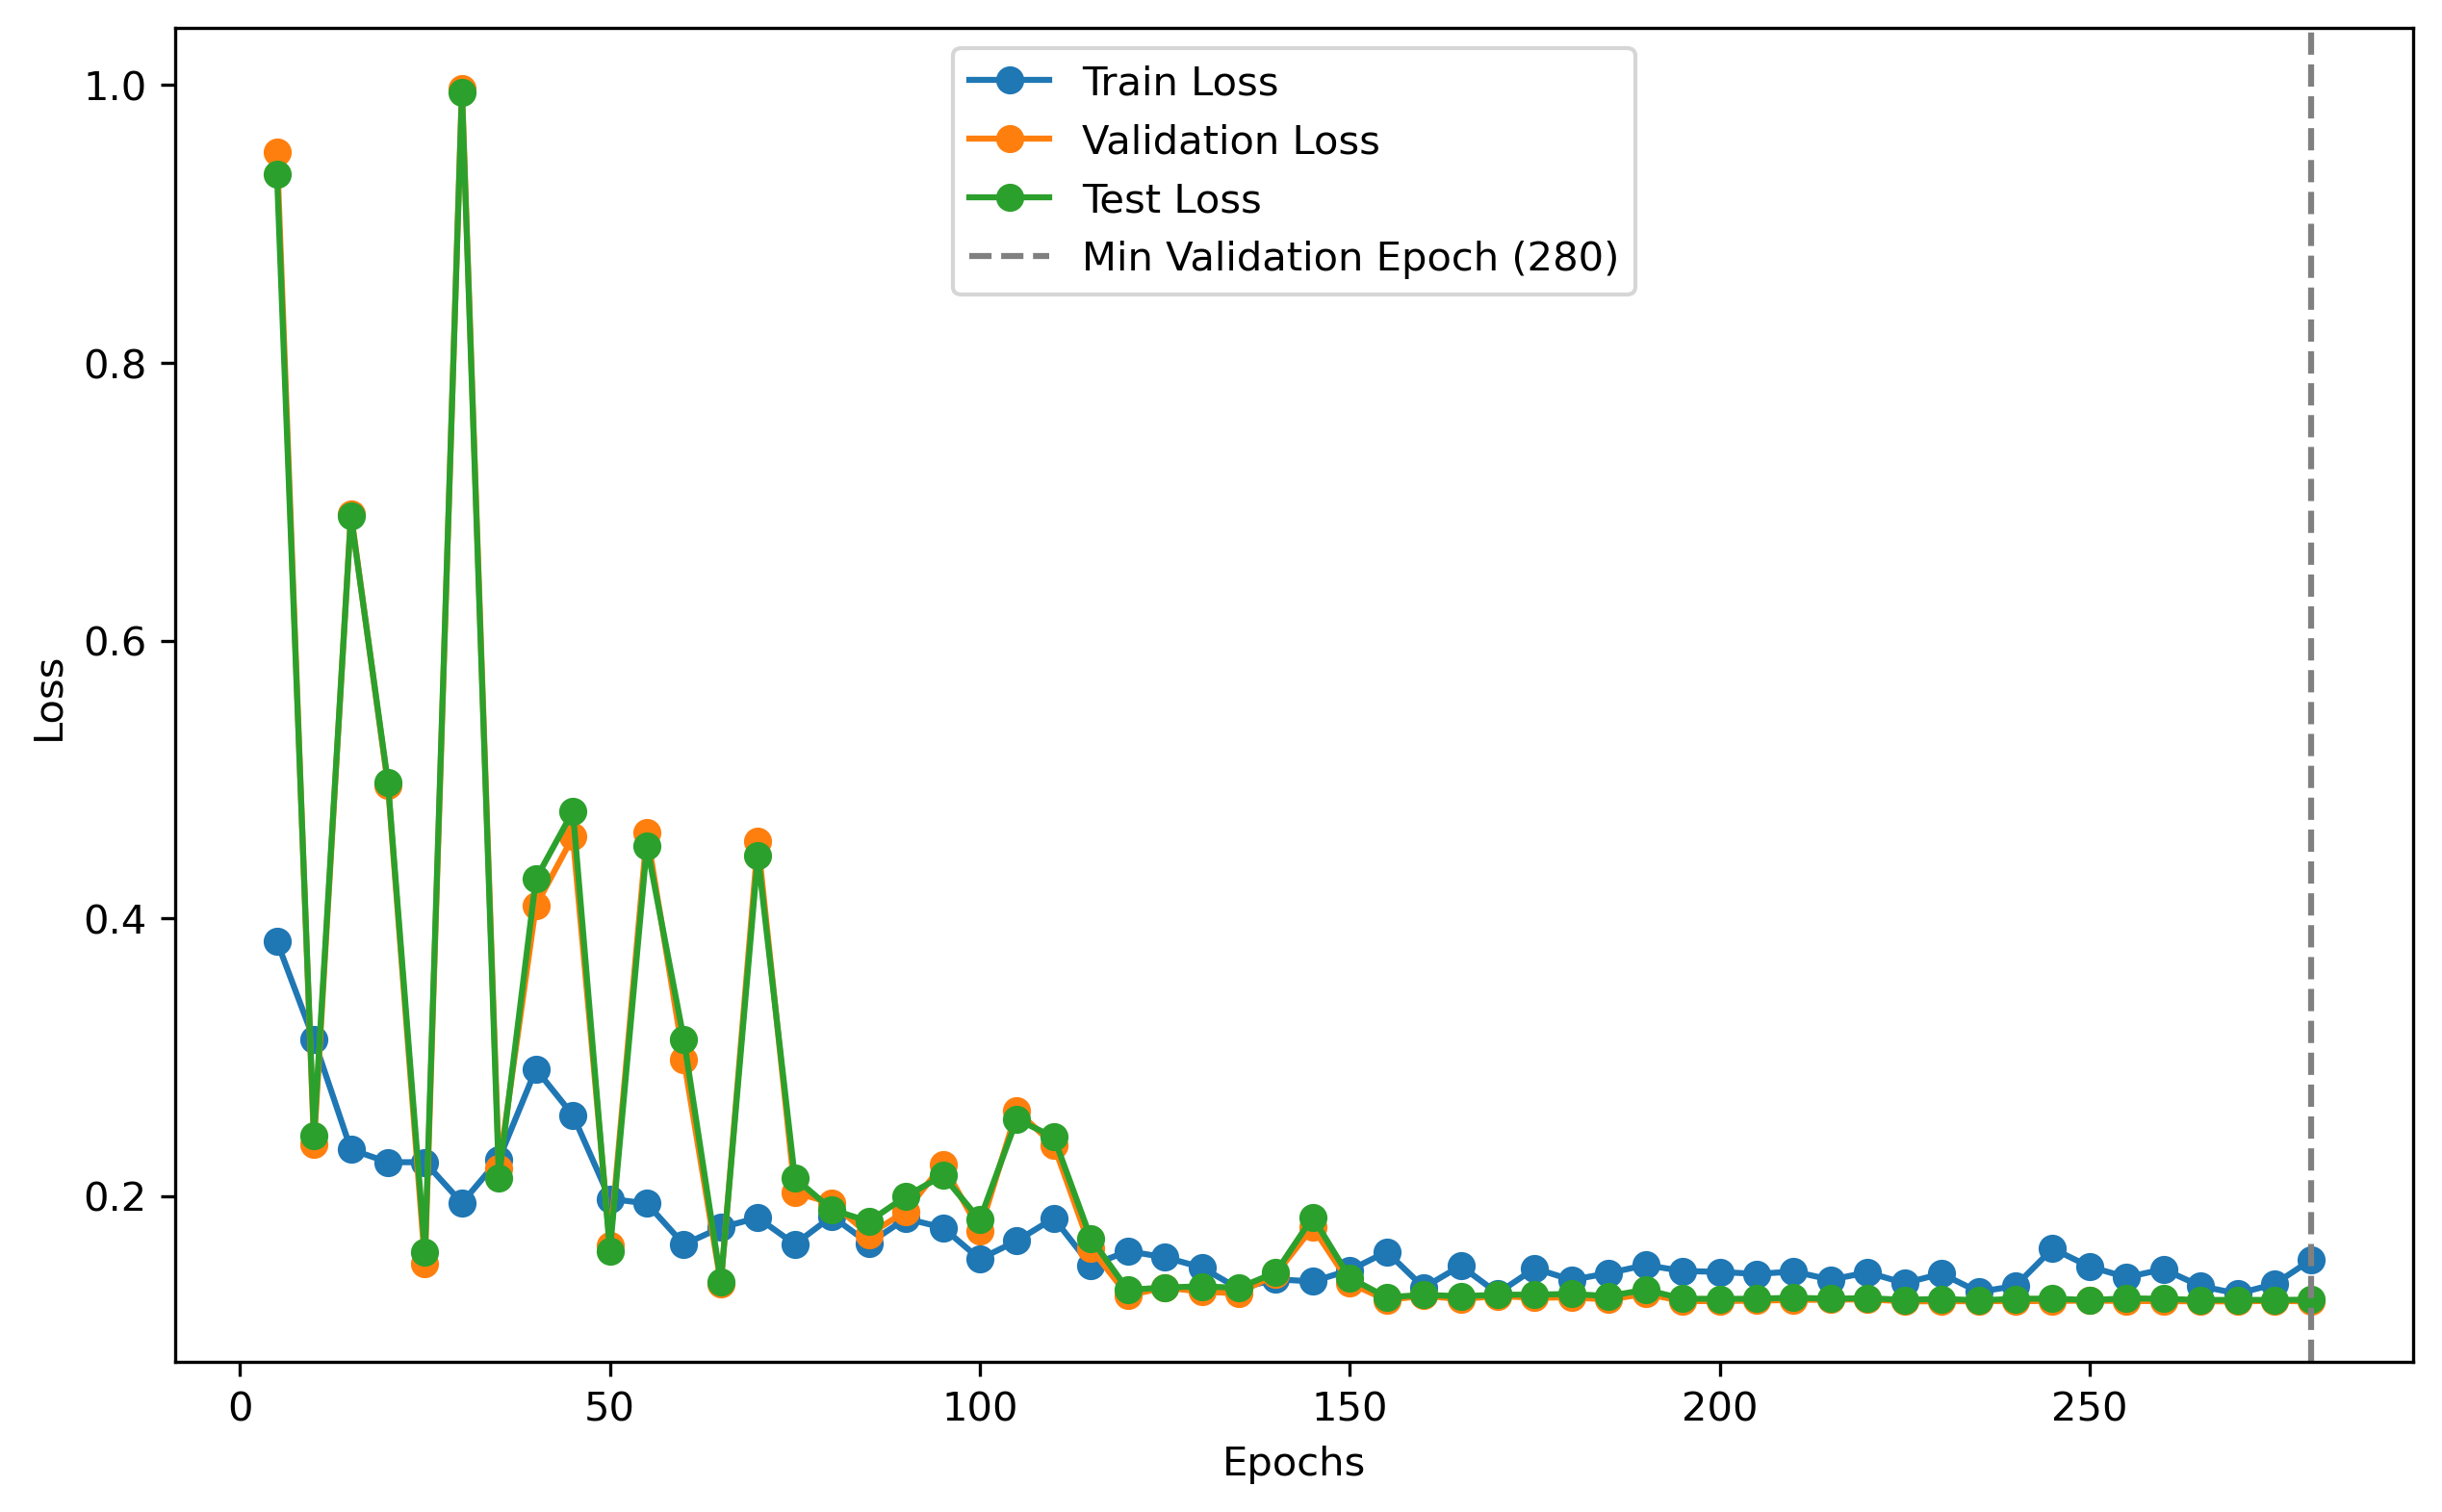 Train Loss
Validation Loss
Test Loss
Min Validation Epoch (280)
1.0
0.8
0.6
0.4
0.2
Loss
0 50 100 150 200 250
Epochs